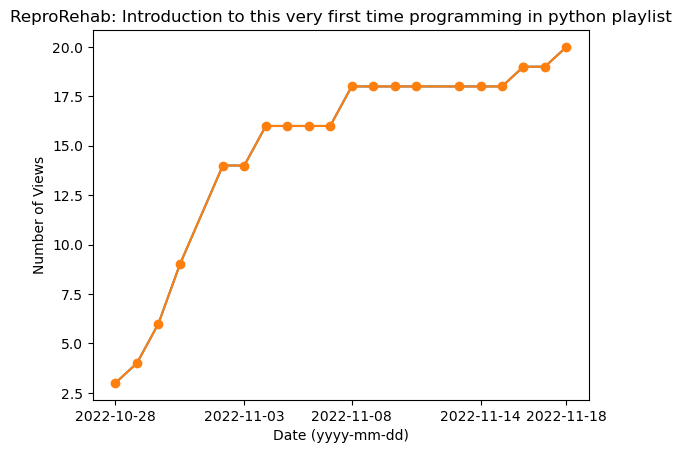 ReproRehab: Introduction to this very first time programming in python playlist
20.0
17.5
15.0
12.5
10.0
7.5
5.0
2.5
Number of Views
2022-10-28 2022-11-03 2022-11-08 2022-11-14 2022-11-18
Date (yyyy-mm-dd)